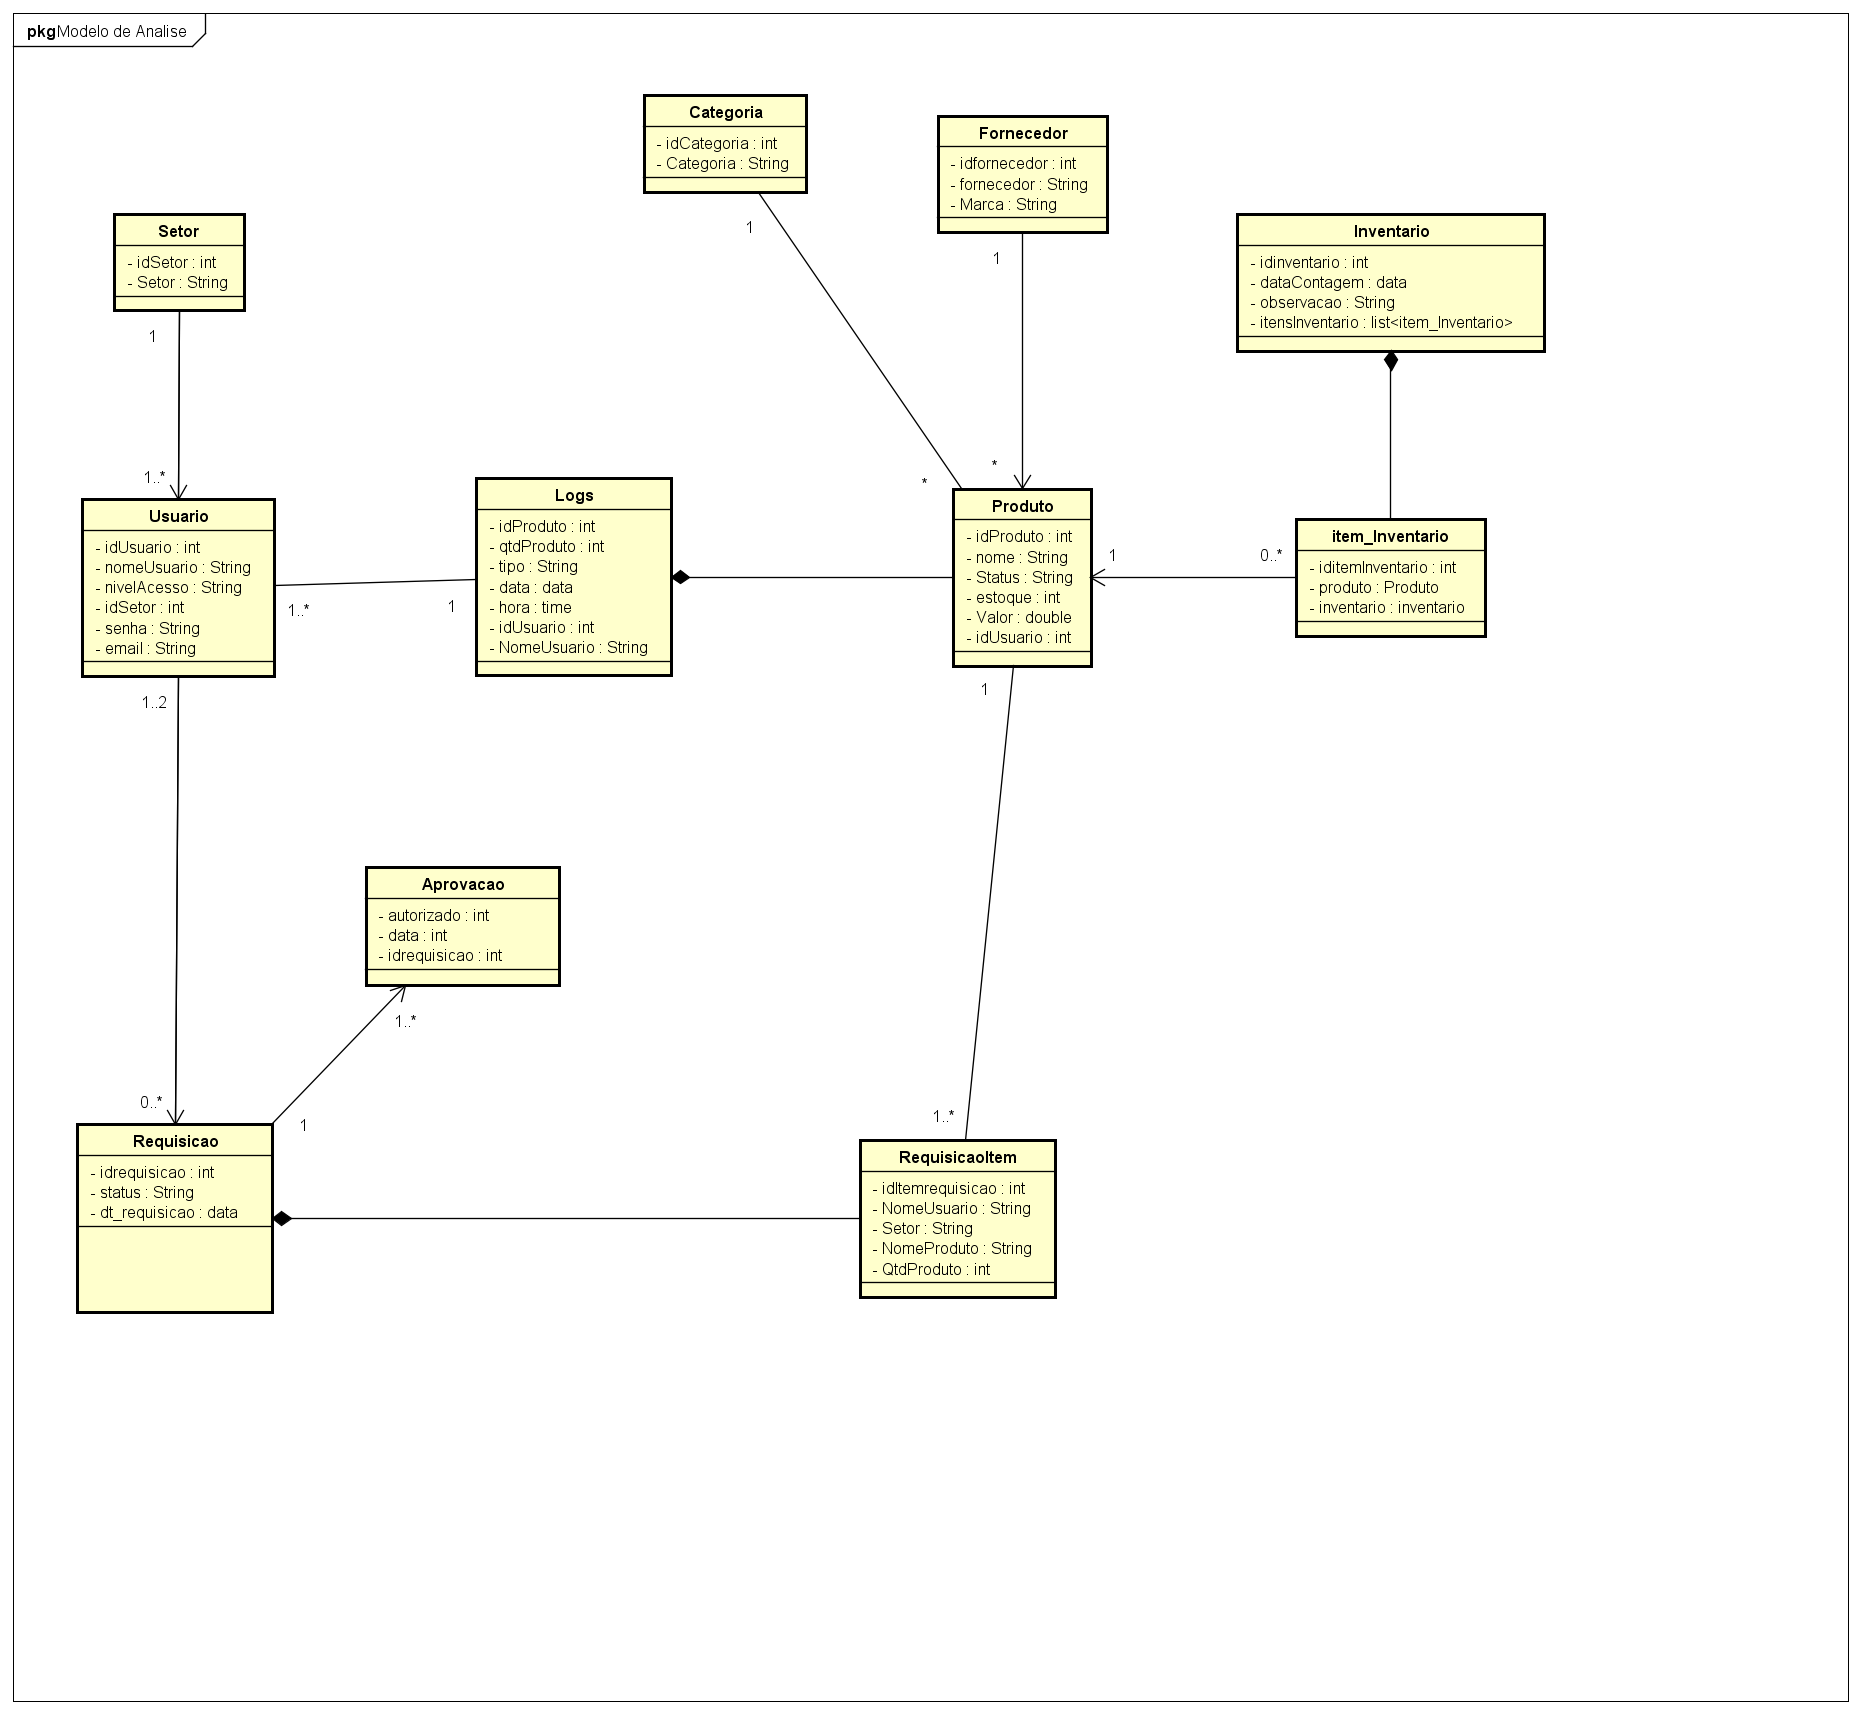 pkg Modelo de Analise
Categoria
- idCategoria : int
- Categoria : String
1
Fornecedor
- idfornecedor : int
- fornecedor : String
- Marca : String
1
Setor
- idSetor : int
- Setor : String
1
Inventario
- idinventario : int
- dataContagem : data
- observacao : String
- itensInventario : list<item_Inventario>
1..*
Usuario
- idUsuario : int
- nomeUsuario : String
- nivelAcesso : String
- idSetor : int
- senha : String
- email : String
1..*
1
Logs
- idProduto : int
- qtdProduto : int
- tipo : String
- data : data
- hora : time
- idUsuario : int
- NomeUsuario : String
*
*
Produto
- idProduto : int
- nome : String
- Status : String
- estoque : int
- Valor : double
- idUsuario : int
1
0..*
item_Inventario
- iditemInventario : int
- produto : Produto
- inventario : inventario
1
1..2
Aprovacao
- autorizado : int
- data : int
- idrequisicao : int
1..*
0..*
1
1..*
Requisicao
- idrequisicao : int
- status : String
- dt_requisicao : data
RequisicaoItem
- idItemrequisicao : int
- NomeUsuario : String
- Setor : String
- NomeProduto : String
- QtdProduto : int